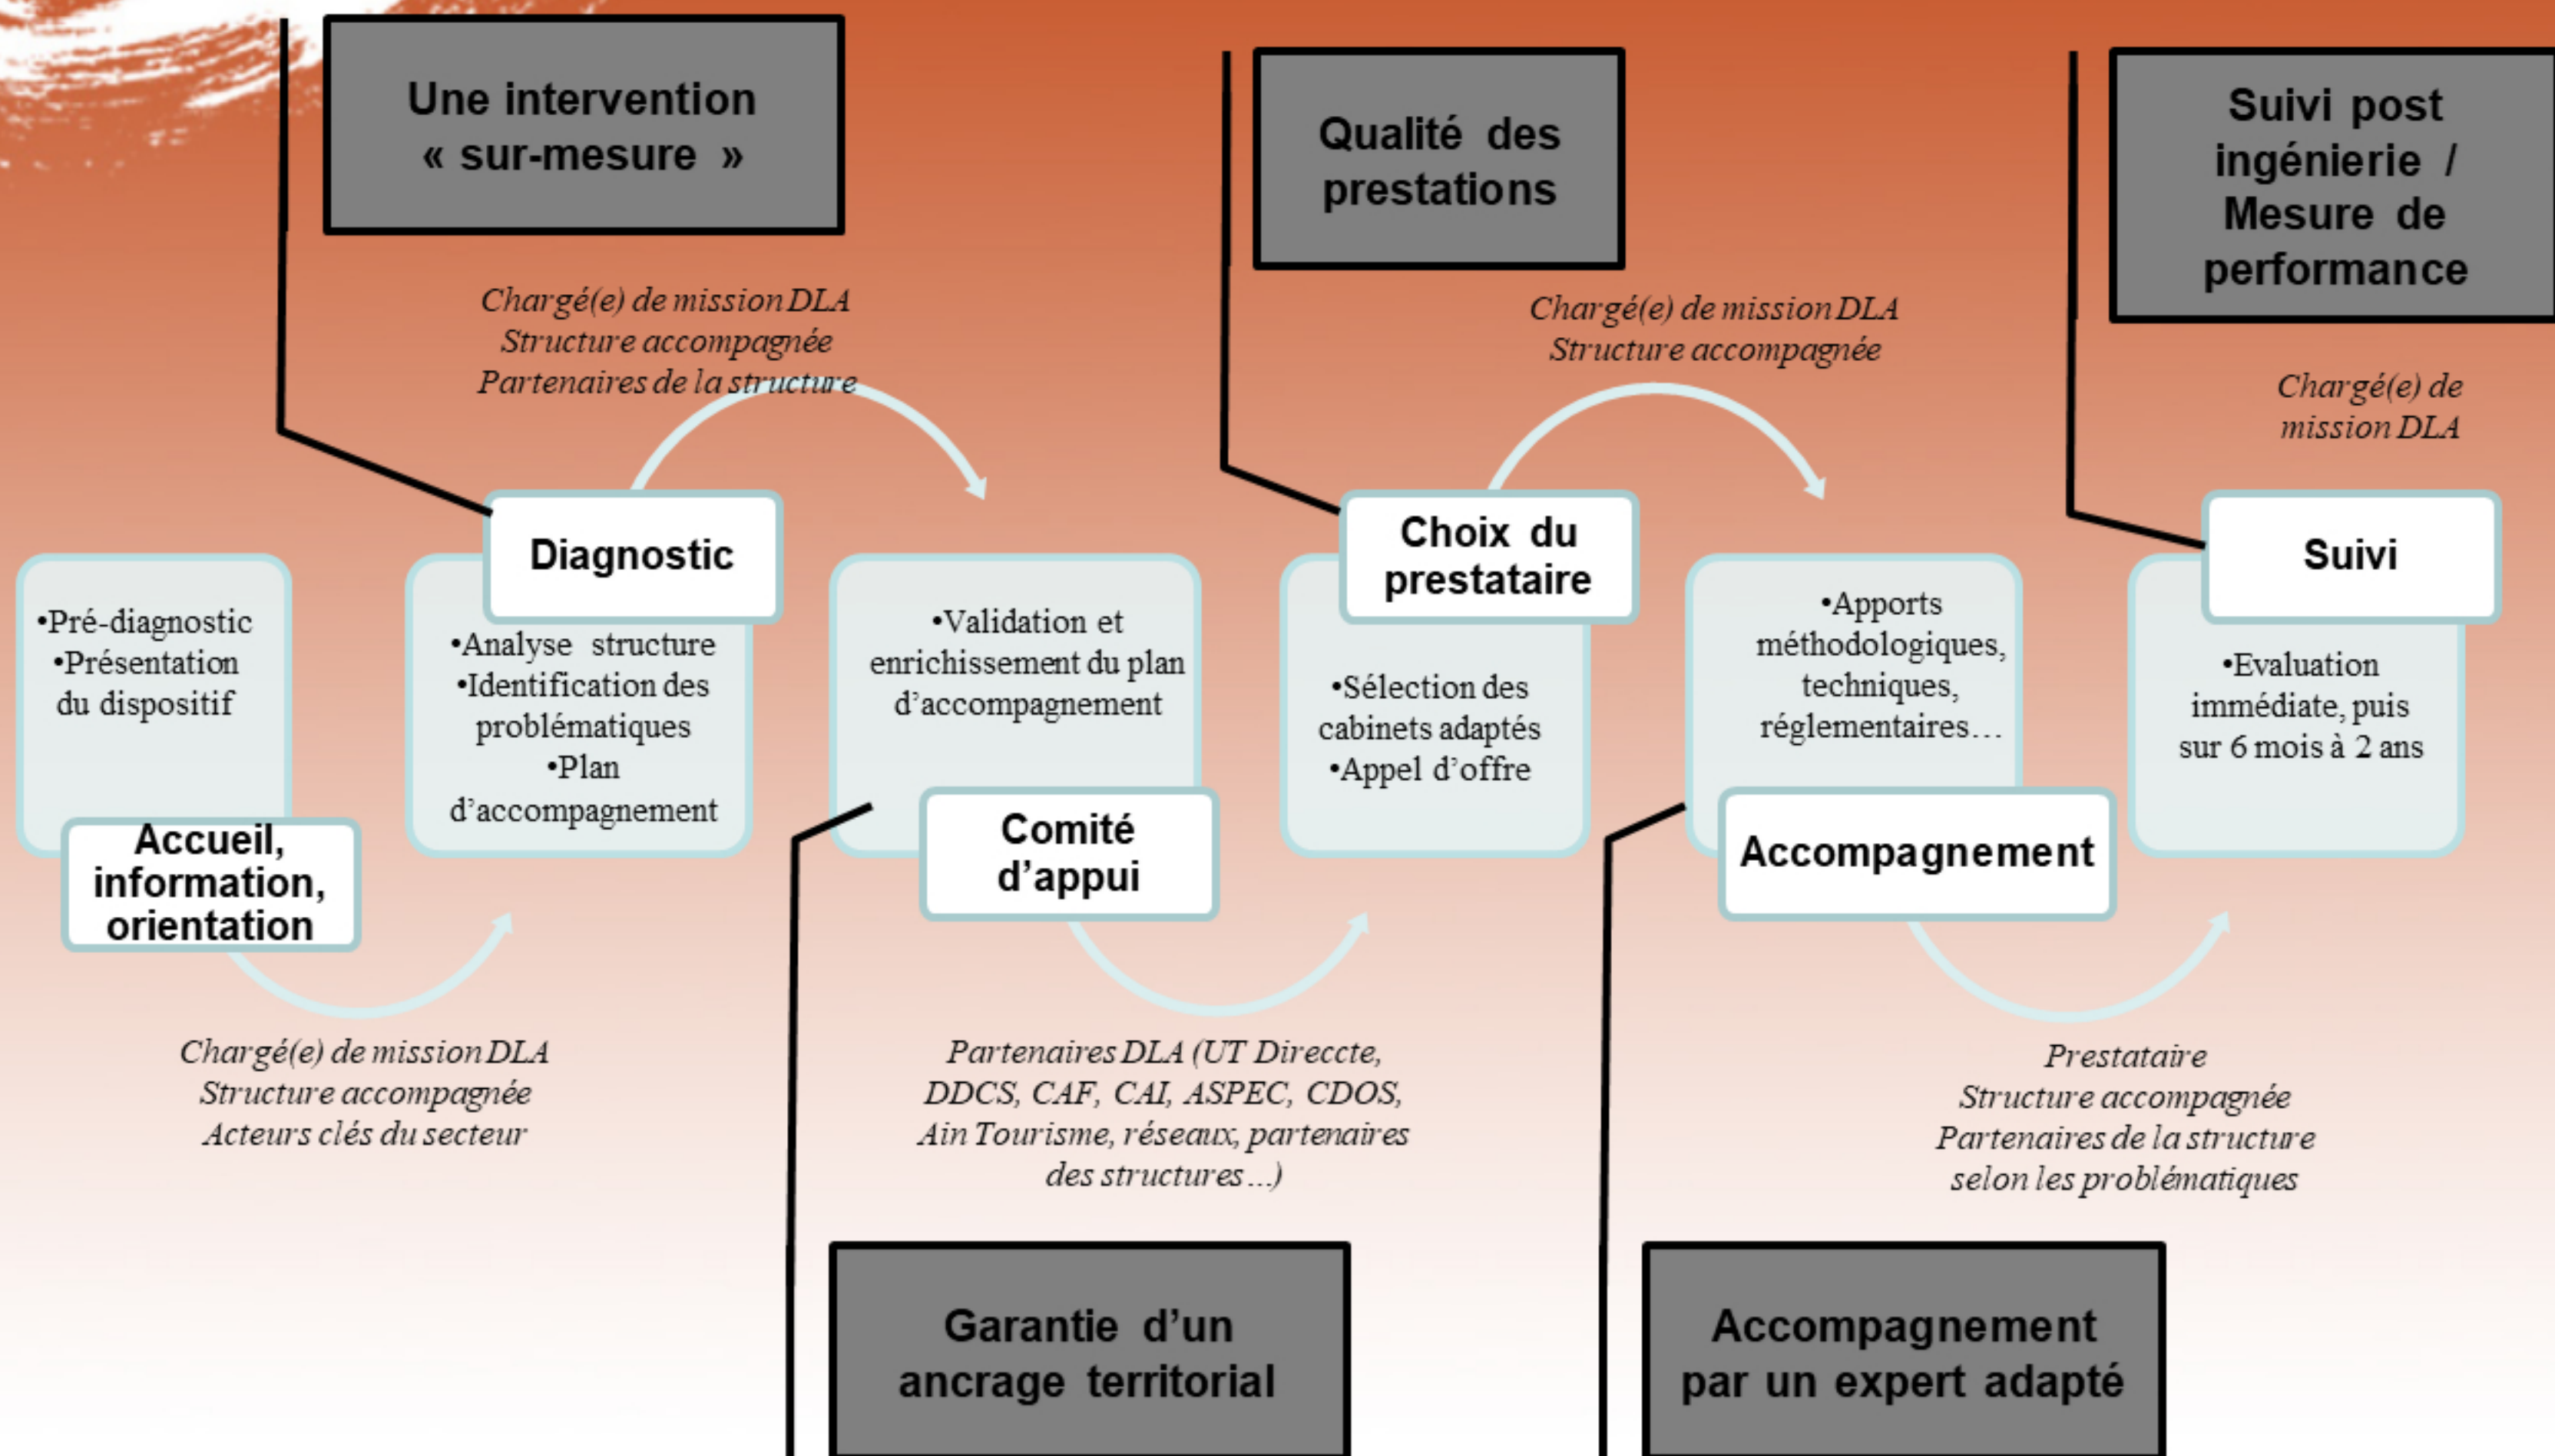 Une intervention
« sur-mesure »
Qualité des
prestations
Suivi post
ingénierie /
Mesure de
performance
Chargé(e) de mission DLA
Structure accompagnée
Partenaires de la structure
Chargé(e) de mission DLA
Structure accompagnée
Chargé(e) de
mission DLA
•Pré-diagnostic
•Présentation
du dispositif
Accueil,
information,
orientation
Diagnostic
•Analyse structure
•Identification des
problématiques
•Plan
d’accompagnement
•Validation et
enrichissement du plan
d’accompagnement
Comité
d’appui
Choix du
prestataire
•Sélection des
cabinets adaptés
•Appel d’offre
•Apports
méthodologiques,
techniques,
réglementaires…
Accompagnement
Suivi
•Evaluation
immédiate, puis
sur 6 mois à 2 ans
Chargé(e) de mission DLA
Structure accompagnée
Acteurs clés du secteur
Partenaires DLA (UT Direccte,
DDCS, CAF, CAI, ASPEC, CDOS,
Ain Tourisme, réseaux, partenaires
des structures…)
Prestataire
Structure accompagnée
Partenaires de la structure
selon les problématiques
Garantie d’un
ancrage territorial
Accompagnement
par un expert adapté